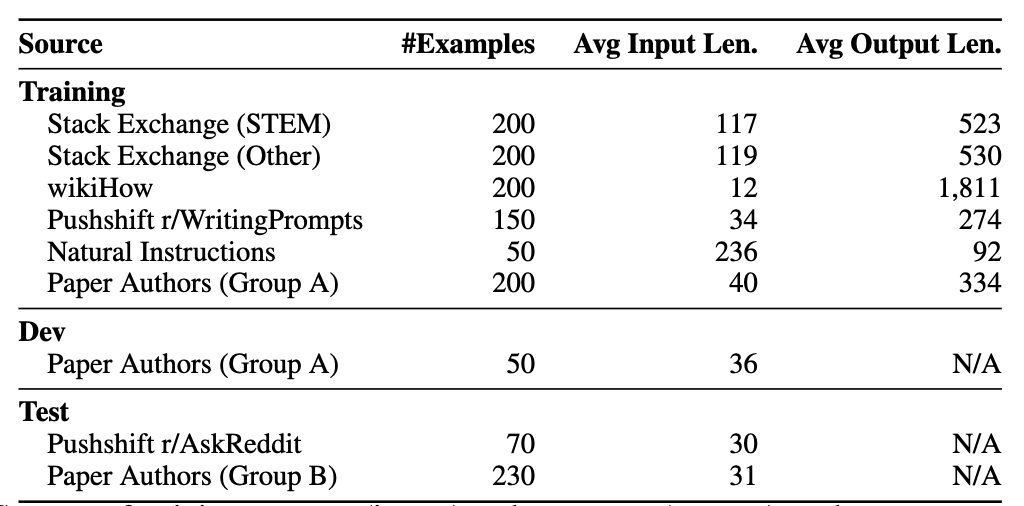 Source #Examples Avg Input Len. Avg Output Len.
Training
Stack Exchange (STEM) 200 117 523
Stack Exchange (Other) 200 119 530
wikiHow 200 12 1,811
Pushshift r/WritingPrompts 150 34 274
Natural Instructions 50 236 92
Paper Authors (Group A) 200 40 334
Dev
Paper Authors (Group A) 50 36 N/A
Test
Pushshift r/AskReddit 70 30 N/A
Paper Authors (Group B) 230 31 N/A